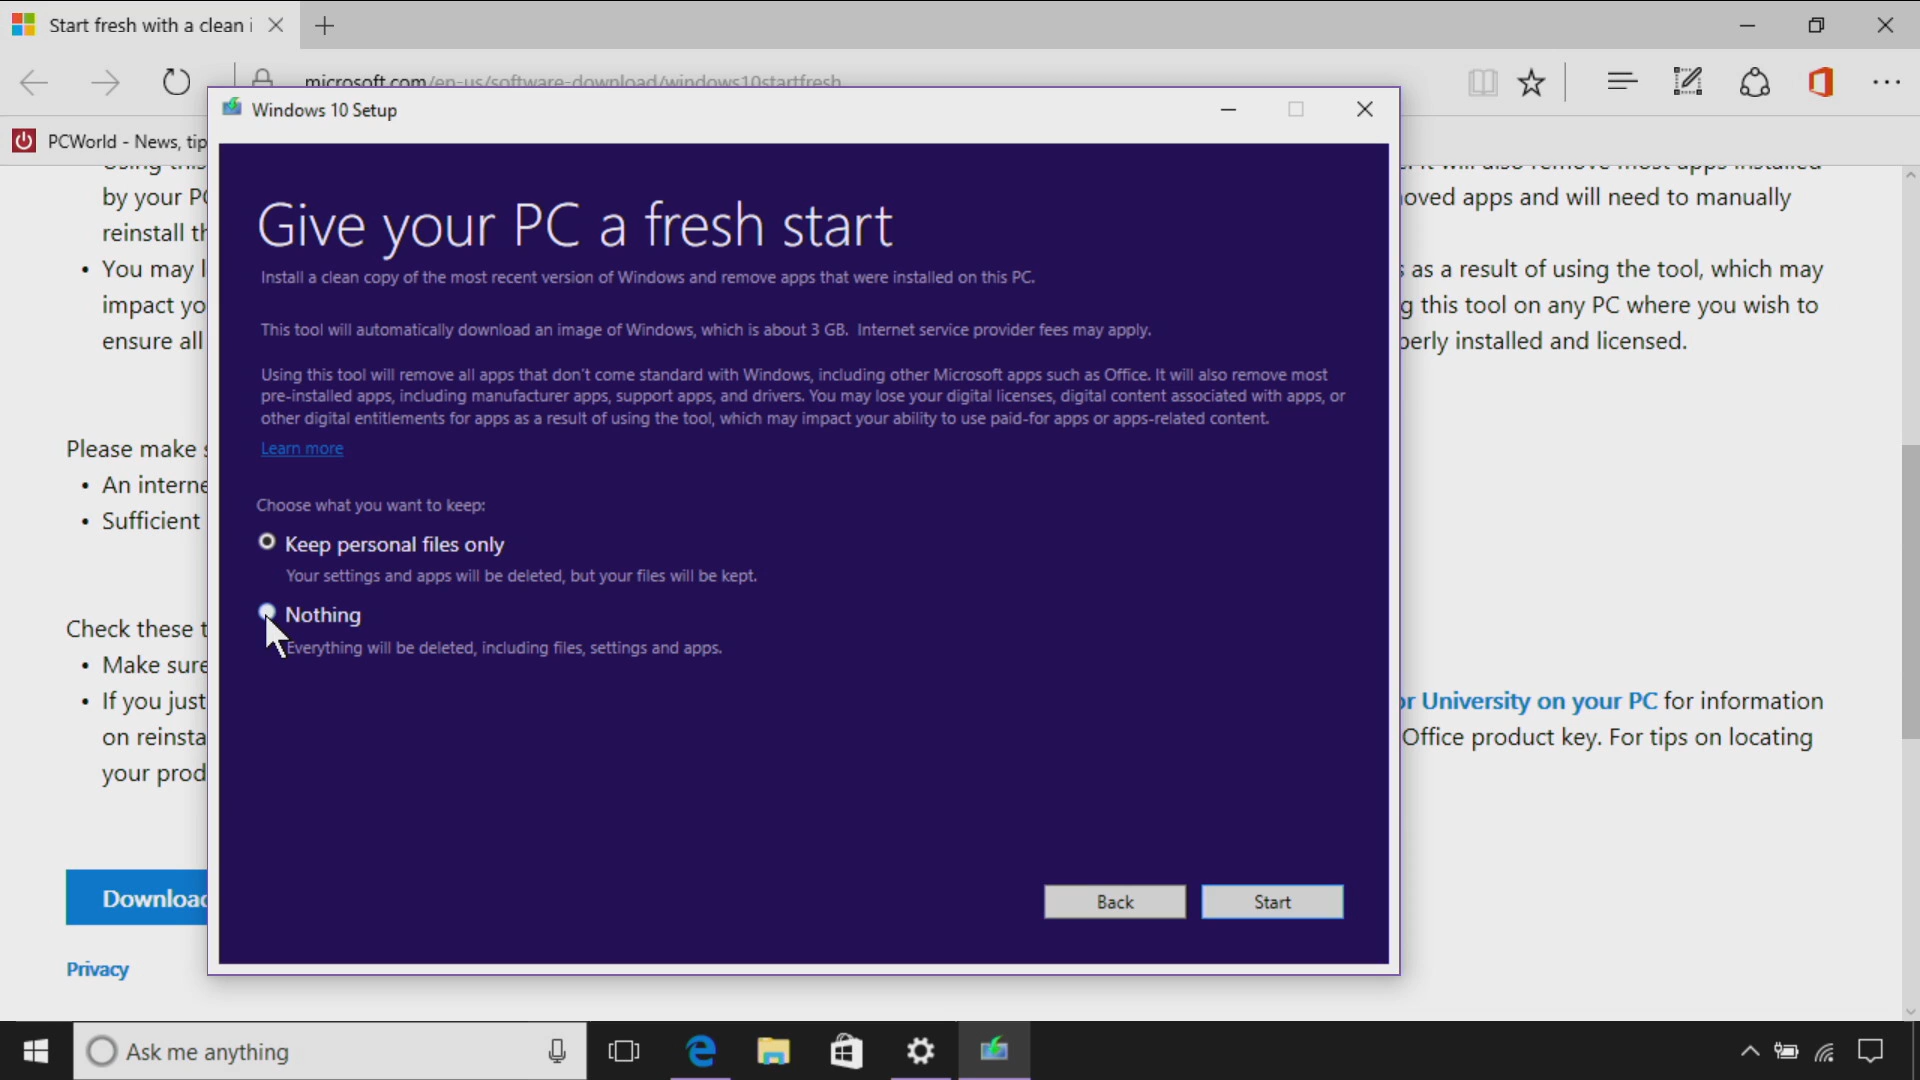 Start fresh with a clean i
microsoft.com/en-us/software-download/windows10startfresh
Windows 10 Setup
PCWorld - News, tip
by your PC
oved apps and will need to manually
reinstall th
• You may l
as a result of using the tool, which may
impact yo
g this tool on any PC where you wish to
ensure all
perly installed and licensed.
Please make s
• An interne
• Sufficient
Check these t
• Make sure
• If you just
or University on your PC for information
on reinsta
Office product key. For tips on locating
your prod
Download
Privacy
Give your PC a fresh start
Install a clean copy of the most recent version of Windows and remove apps that were installed on this PC.
This tool will automatically download an image of Windows, which is about 3 GB. Internet service provider fees may apply.
Using this tool will remove all apps that don't come standard with Windows, including other Microsoft apps such as Office. It will also remove most
pre-installed apps, including manufacturer apps, support apps, and drivers. You may lose your digital licenses, digital content associated with apps, or
other digital entitlements for apps as a result of using the tool, which may impact your ability to use paid-for apps or apps-related content.
Learn more
Choose what you want to keep:
Keep personal files only
Your settings and apps will be deleted, but your files will be kept.
Nothing
Everything will be deleted, including files, settings and apps.
Back
Start
Ask me anything